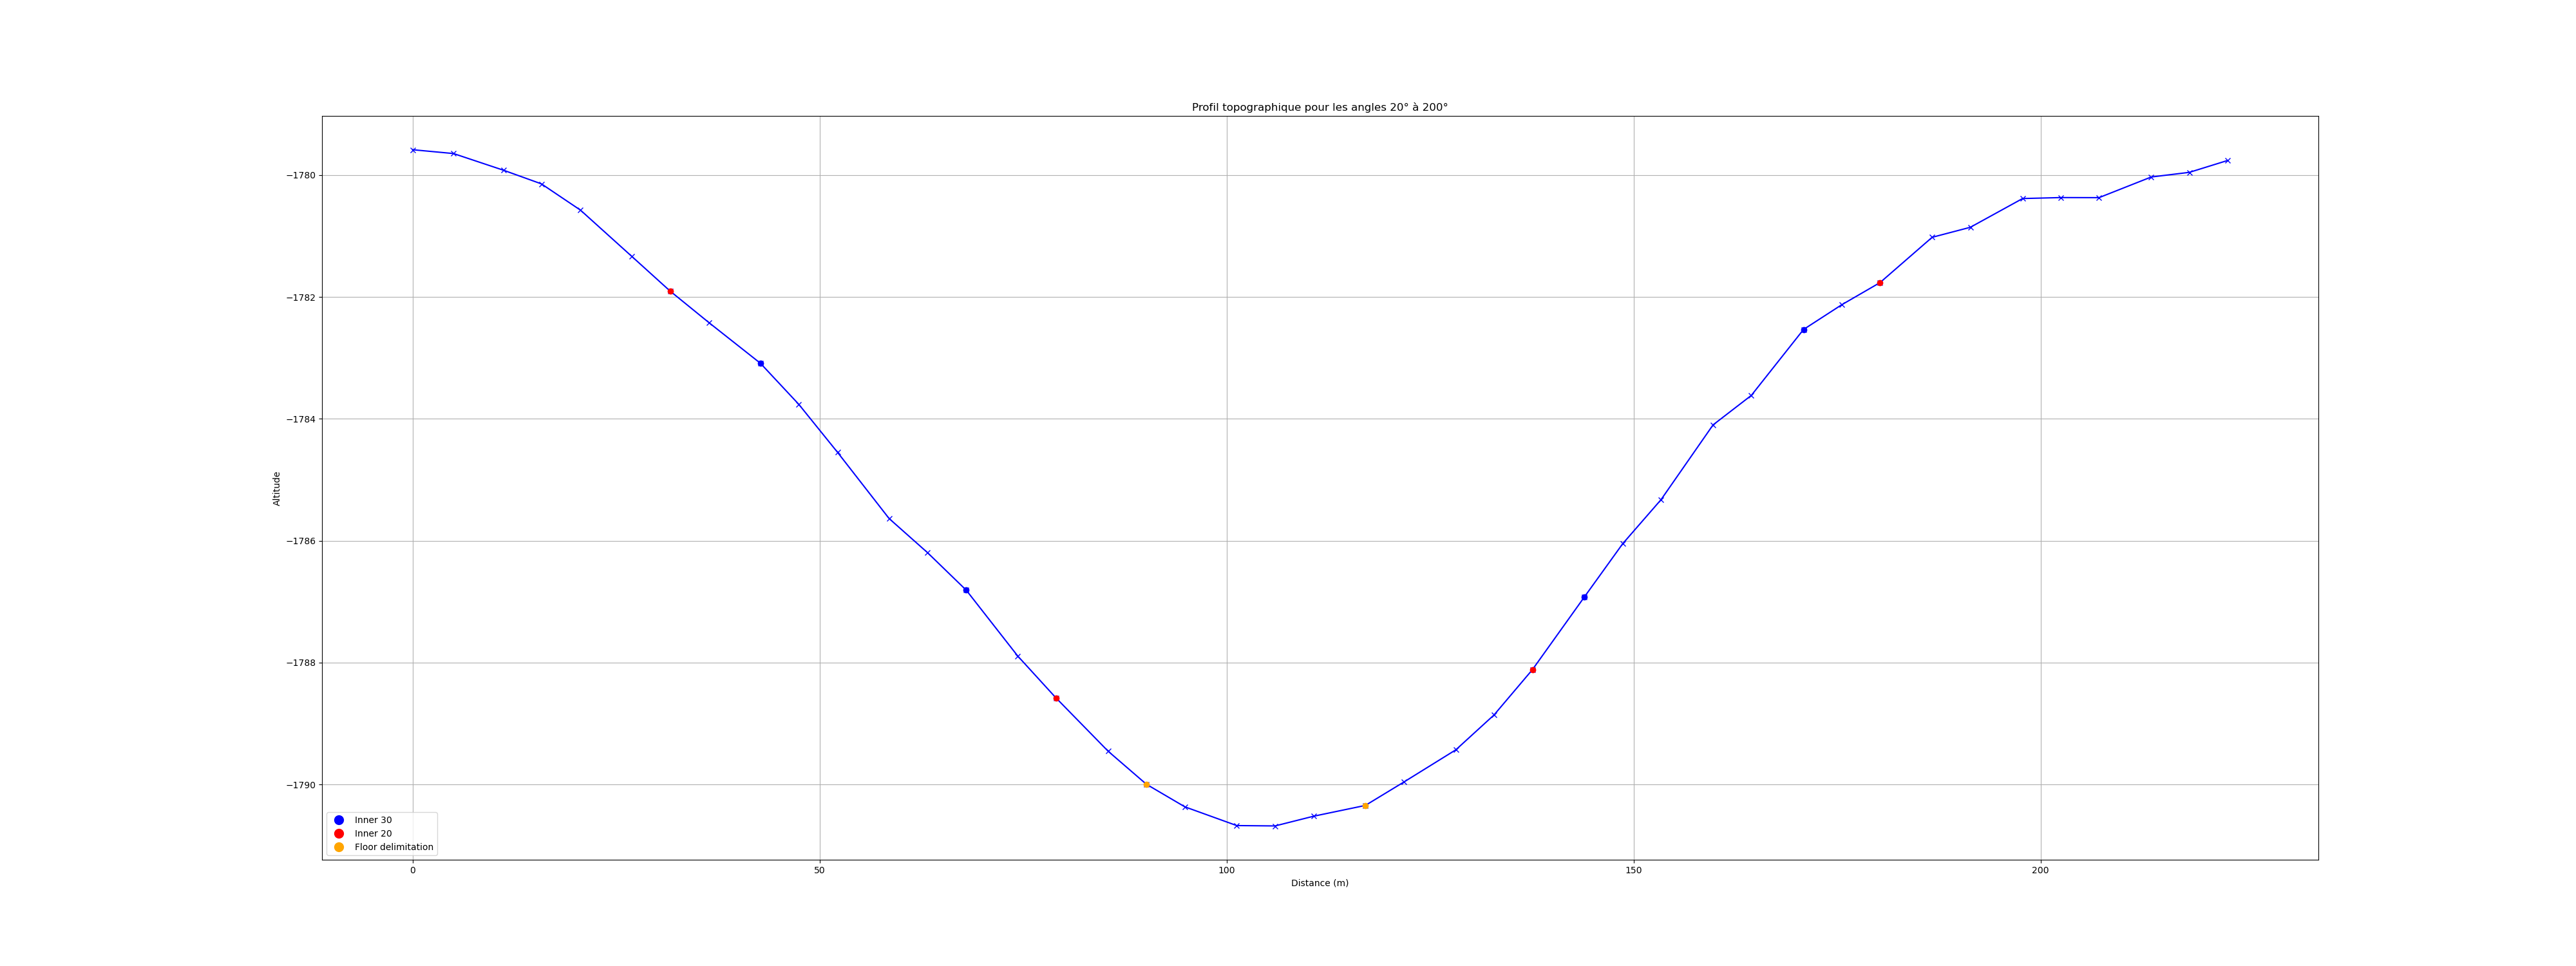 Profil topographique pour les angles 20° à 200°
−1780
−1782
−1784
−1786
−1788
−1790
Altitude
Inner 30
Inner 20
Floor delimitation
0
50
100
150
200
Distance (m)